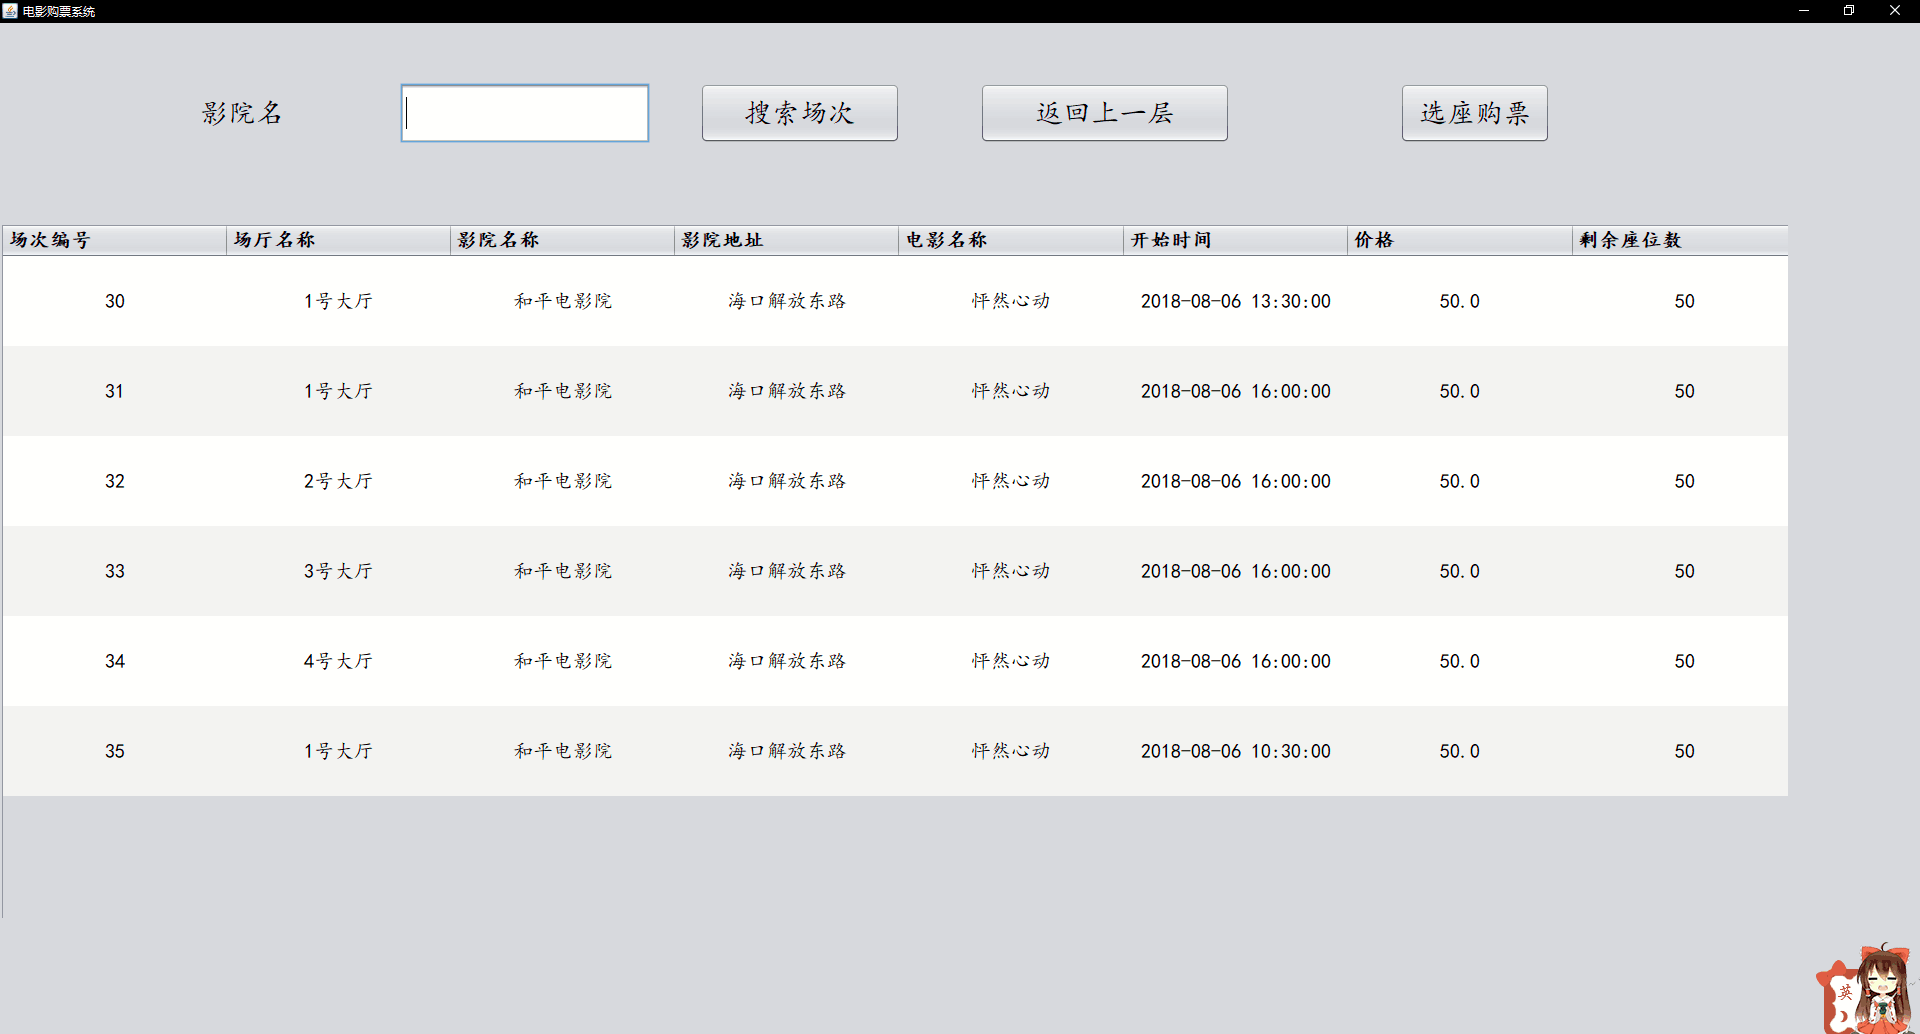 电影购票系统
影院名 搜索场次 返回上一层 选座购票
场次编号 场厅名称 影院名称 影院地址 电影名称 开始时间 价格 剩余座位数
30 1号大厅 和平电影院 海口解放东路 怦然心动 2018-08-06 13:30:00 50.0 50
31 1号大厅 和平电影院 海口解放东路 怦然心动 2018-08-06 16:00:00 50.0 50
32 2号大厅 和平电影院 海口解放东路 怦然心动 2018-08-06 16:00:00 50.0 50
33 3号大厅 和平电影院 海口解放东路 怦然心动 2018-08-06 16:00:00 50.0 50
34 4号大厅 和平电影院 海口解放东路 怦然心动 2018-08-06 16:00:00 50.0 50
35 1号大厅 和平电影院 海口解放东路 怦然心动 2018-08-06 10:30:00 50.0 50
英